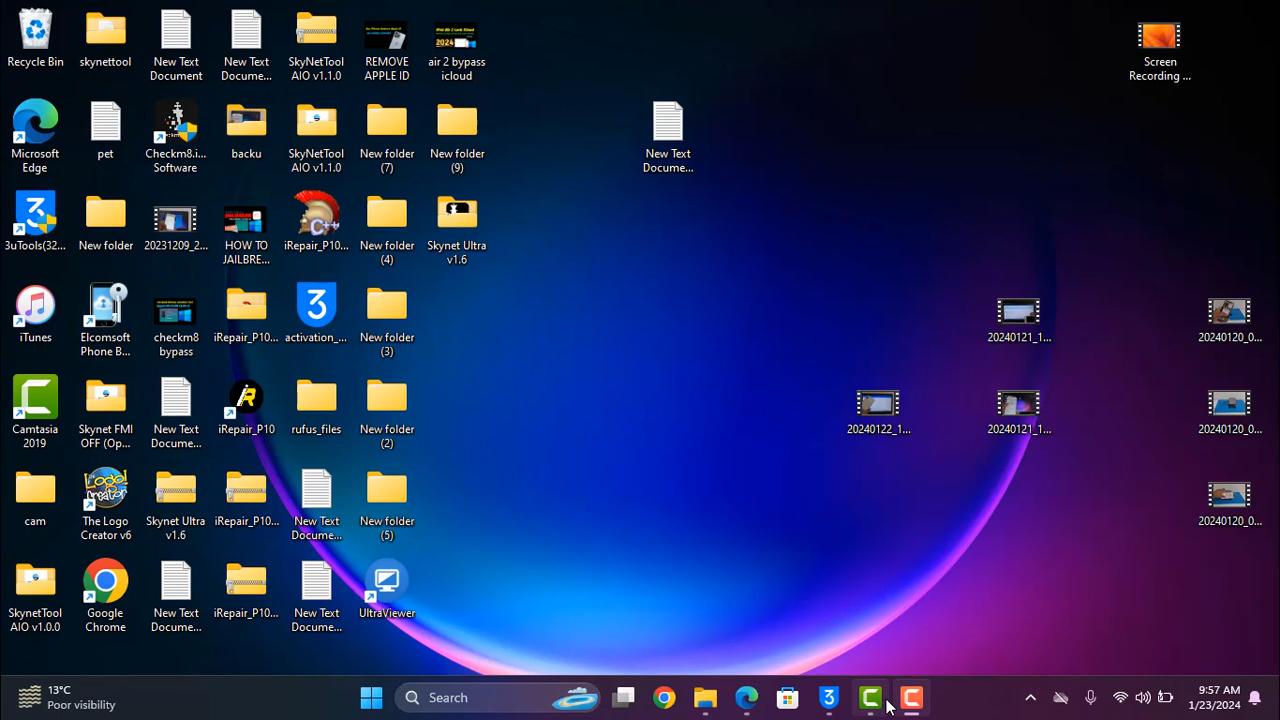 Recycle Bin
skynettool
New Text
Document
New Text
Docume...
SkyNetTool
AIO v1.1.0
REMOVE
APPLE ID
air 2 bypass
icloud
Screen
Recording ...
Microsoft
Edge
pet
Checkm8.i...
Software
backu
SkyNetTool
AIO v1.1.0
New folder
(7)
New folder
(9)
New Text
Docume...
3uTools(32...
New folder
20231209_2...
HOW TO
JAILBRE...
iRepair_P10...
New folder
(4)
Skynet Ultra
v1.6
iTunes
Elcomsoft
Phone B...
checkm8
bypass
iRepair_P10...
activation_...
New folder
(3)
20240121_1...
20240120_0...
Camtasia
2019
Skynet FMI
OFF (Op...
New Text
Docume...
iRepair_P10
rufus_files
New folder
(2)
20240122_1...
20240121_1...
20240120_0...
cam
The Logo
Creator v6
Skynet Ultra
v1.6
iRepair_P10...
New Text
Docume...
New folder
(5)
20240120_0...
SkynetTool
AIO v1.0.0
Google
Chrome
New Text
Docume...
iRepair_P10...
New Text
Docume...
UltraViewer
13°C
Poor visibility
Search
9:57 AM
1/23/2024